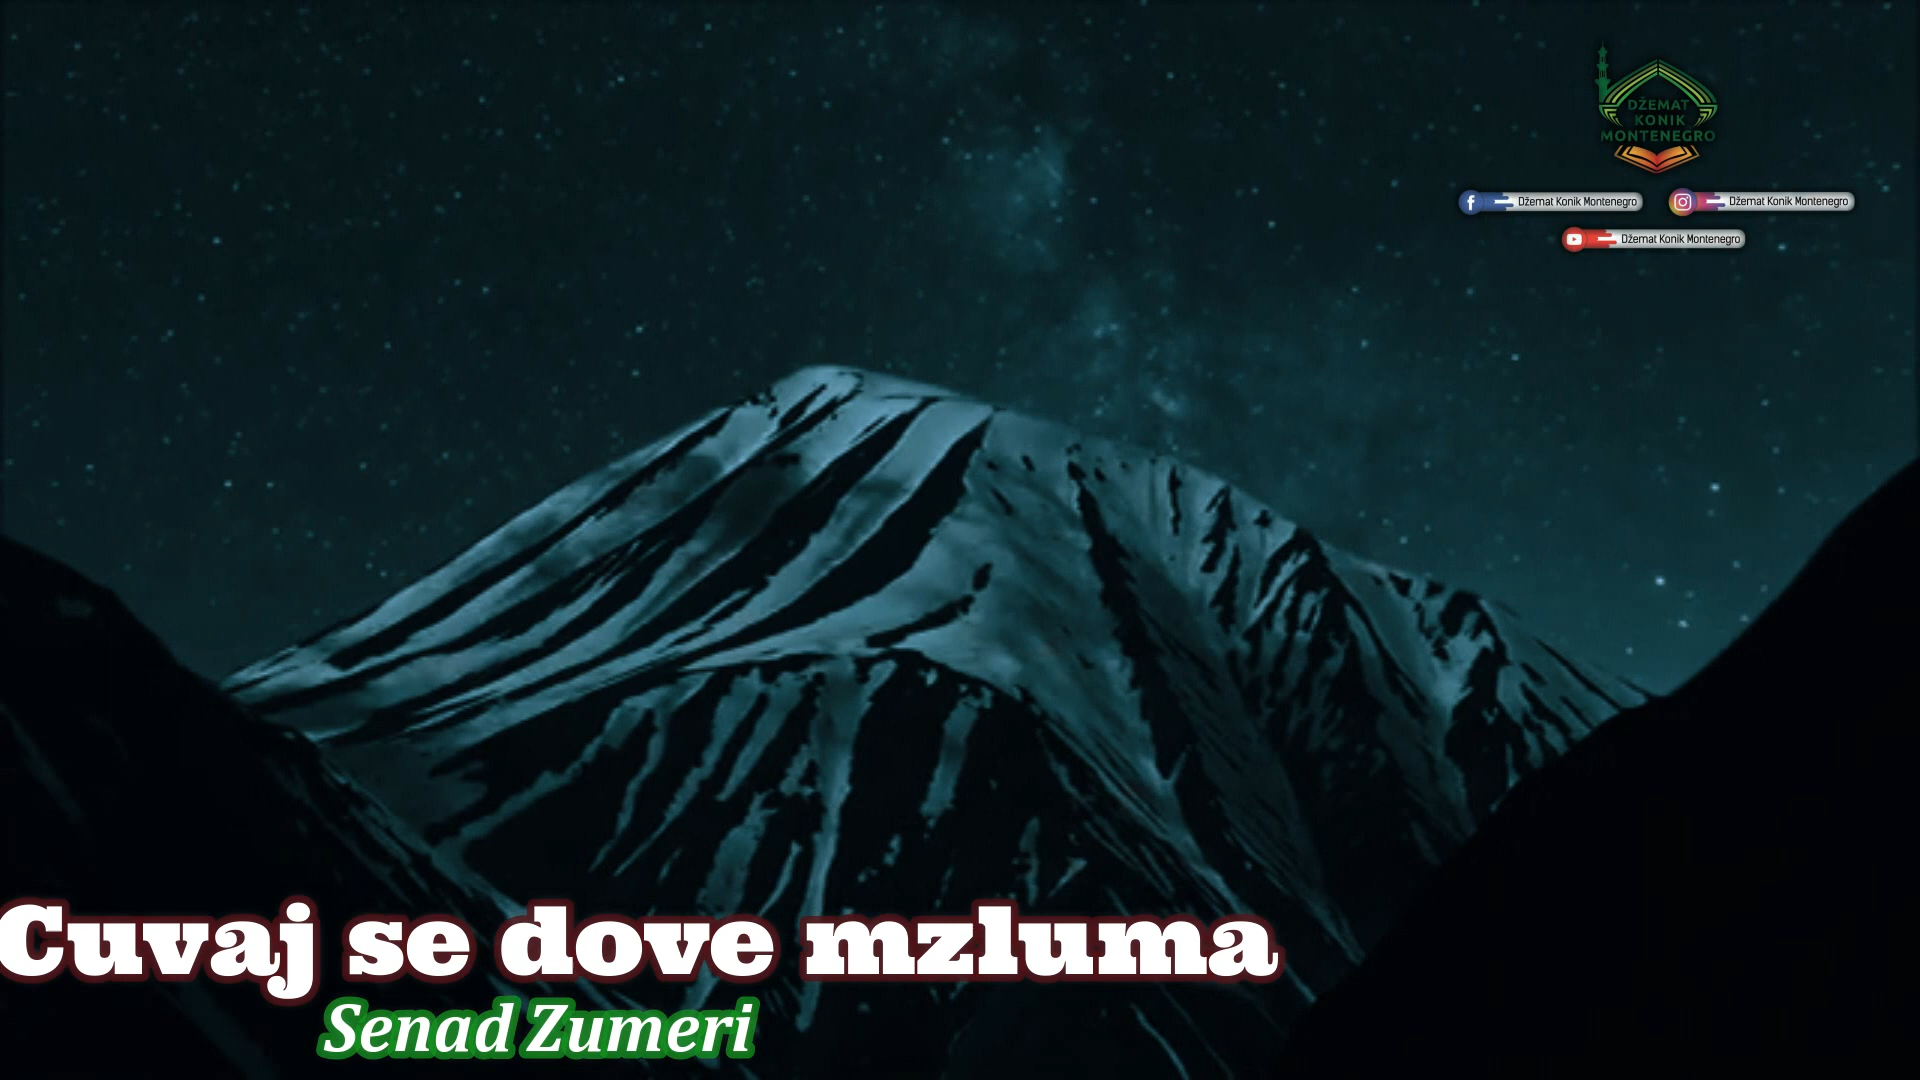 DŽEMAT
KONIK
MONTENEGRO
Džemat Konik Montenegro
Džemat Konik Montenegro
Džemat Konik Montenegro
Cuvaj se dove mzluma
Senad Zumeri